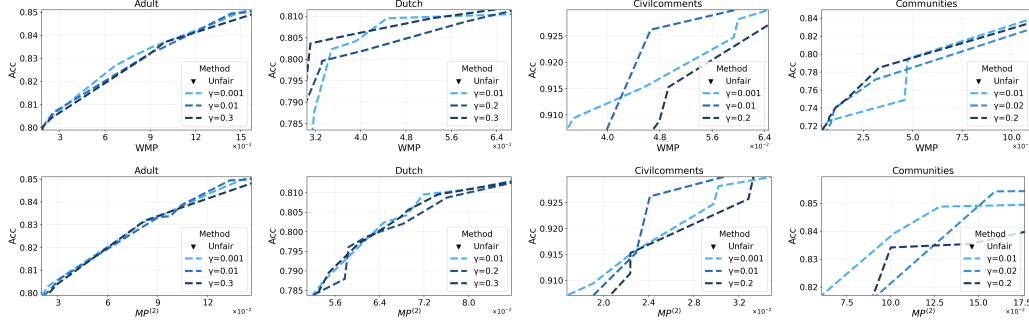 Adult
Acc
0.85
0.84
0.83
0.82
0.81
0.80
Method
Unfair
γ=0.001
γ=0.01
γ=0.3
3 6 9 12 15
×10⁻²
WMP
Dutch
Acc
0.810
0.805
0.800
0.795
0.790
0.785
Method
Unfair
γ=0.01
γ=0.2
γ=0.3
3.2 4.0 4.8 5.6 6.4
×10⁻²
WMP
Civilcomments
Acc
0.925
0.920
0.915
0.910
Method
Unfair
γ=0.001
γ=0.01
γ=0.2
4.0 4.8 5.6 6.4
×10⁻²
WMP
Communities
Acc
0.84
0.82
0.80
0.78
0.76
0.74
0.72
Method
Unfair
γ=0.01
γ=0.02
γ=0.2
2.5 5.0 7.5 10.0
×10⁻²
WMP
Adult
Acc
0.85
0.84
0.83
0.82
0.81
0.80
Method
Unfair
γ=0.001
γ=0.01
γ=0.3
3 6 9 12
×10⁻²
MP⁽²⁾
Dutch
Acc
0.810
0.805
0.800
0.795
0.790
0.785
Method
Unfair
γ=0.01
γ=0.2
γ=0.3
5.6 6.4 7.2 8.0
×10⁻²
MP⁽²⁾
Civilcomments
Acc
0.925
0.920
0.915
0.910
Method
Unfair
γ=0.001
γ=0.01
γ=0.2
2.0 2.4 2.8 3.2
×10⁻²
MP⁽²⁾
Communities
Acc
0.85
0.84
0.83
0.82
Method
Unfair
γ=0.01
γ=0.02
γ=0.2
7.5 10.0 12.5 15.0 17.5
×10⁻²
MP⁽²⁾